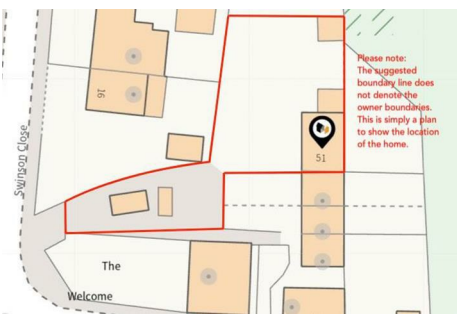 Please note:
The suggested
boundary line does
not denote the
owner boundaries.
This is simply a plan
to show the location
of the home.
16
51
Swinson Close
The
Welcome